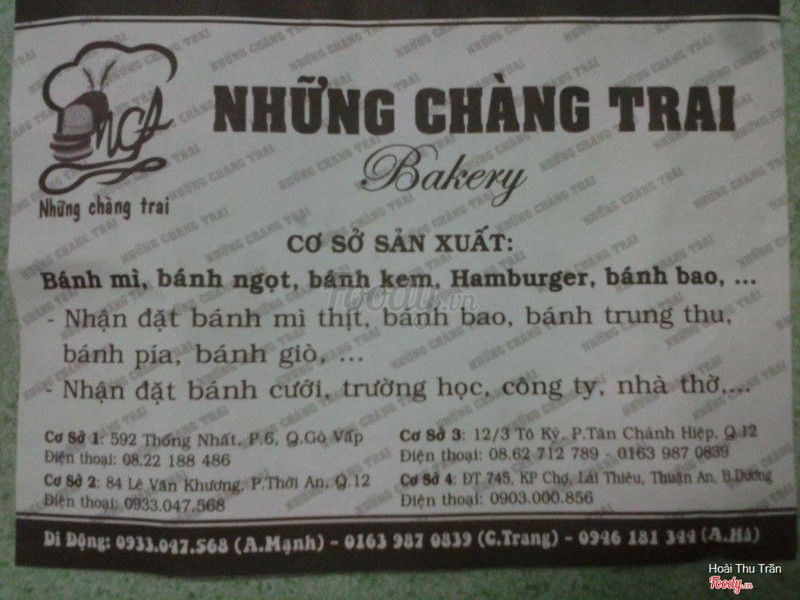 NHỮNG CHÀNG TRAI
Bakery
NCT
Những chàng trai
CƠ SỞ SẢN XUẤT:
Bánh mì, bánh ngọt, bánh kem, Hamburger, bánh bao, ...
Foody.vn
- Nhận đặt bánh mì thịt, bánh bao, bánh trung thu,
bánh pía, bánh giò, ...
- Nhận đặt bánh cưới, trường học, công ty, nhà thờ,...
Cơ Sở 1: 592 Thống Nhất, P.6, Q.Gò Vấp
Điện thoại: 08.22 188 486
Cơ Sở 2: 84 Lê Văn Khương, P.Thới An, Q.12
Điện thoại: 0933.047.568
Cơ Sở 3: 12/3 Tô Ký, P.Tân Chánh Hiệp, Q.12
Điện thoại: 08.62 712 789 - 0163 987 0839
Cơ Sở 4: ĐT 745, KP Chợ, Lái Thiêu, Thuận An, B.Dương
Điện thoại: 0903.000.856
Di Động: 0933.047.568 (A.Mạnh) - 0163 987 0839 (C.Trang) - 0946 181 344 (A.Hà)
Hoài Thu Trần
Foody.vn